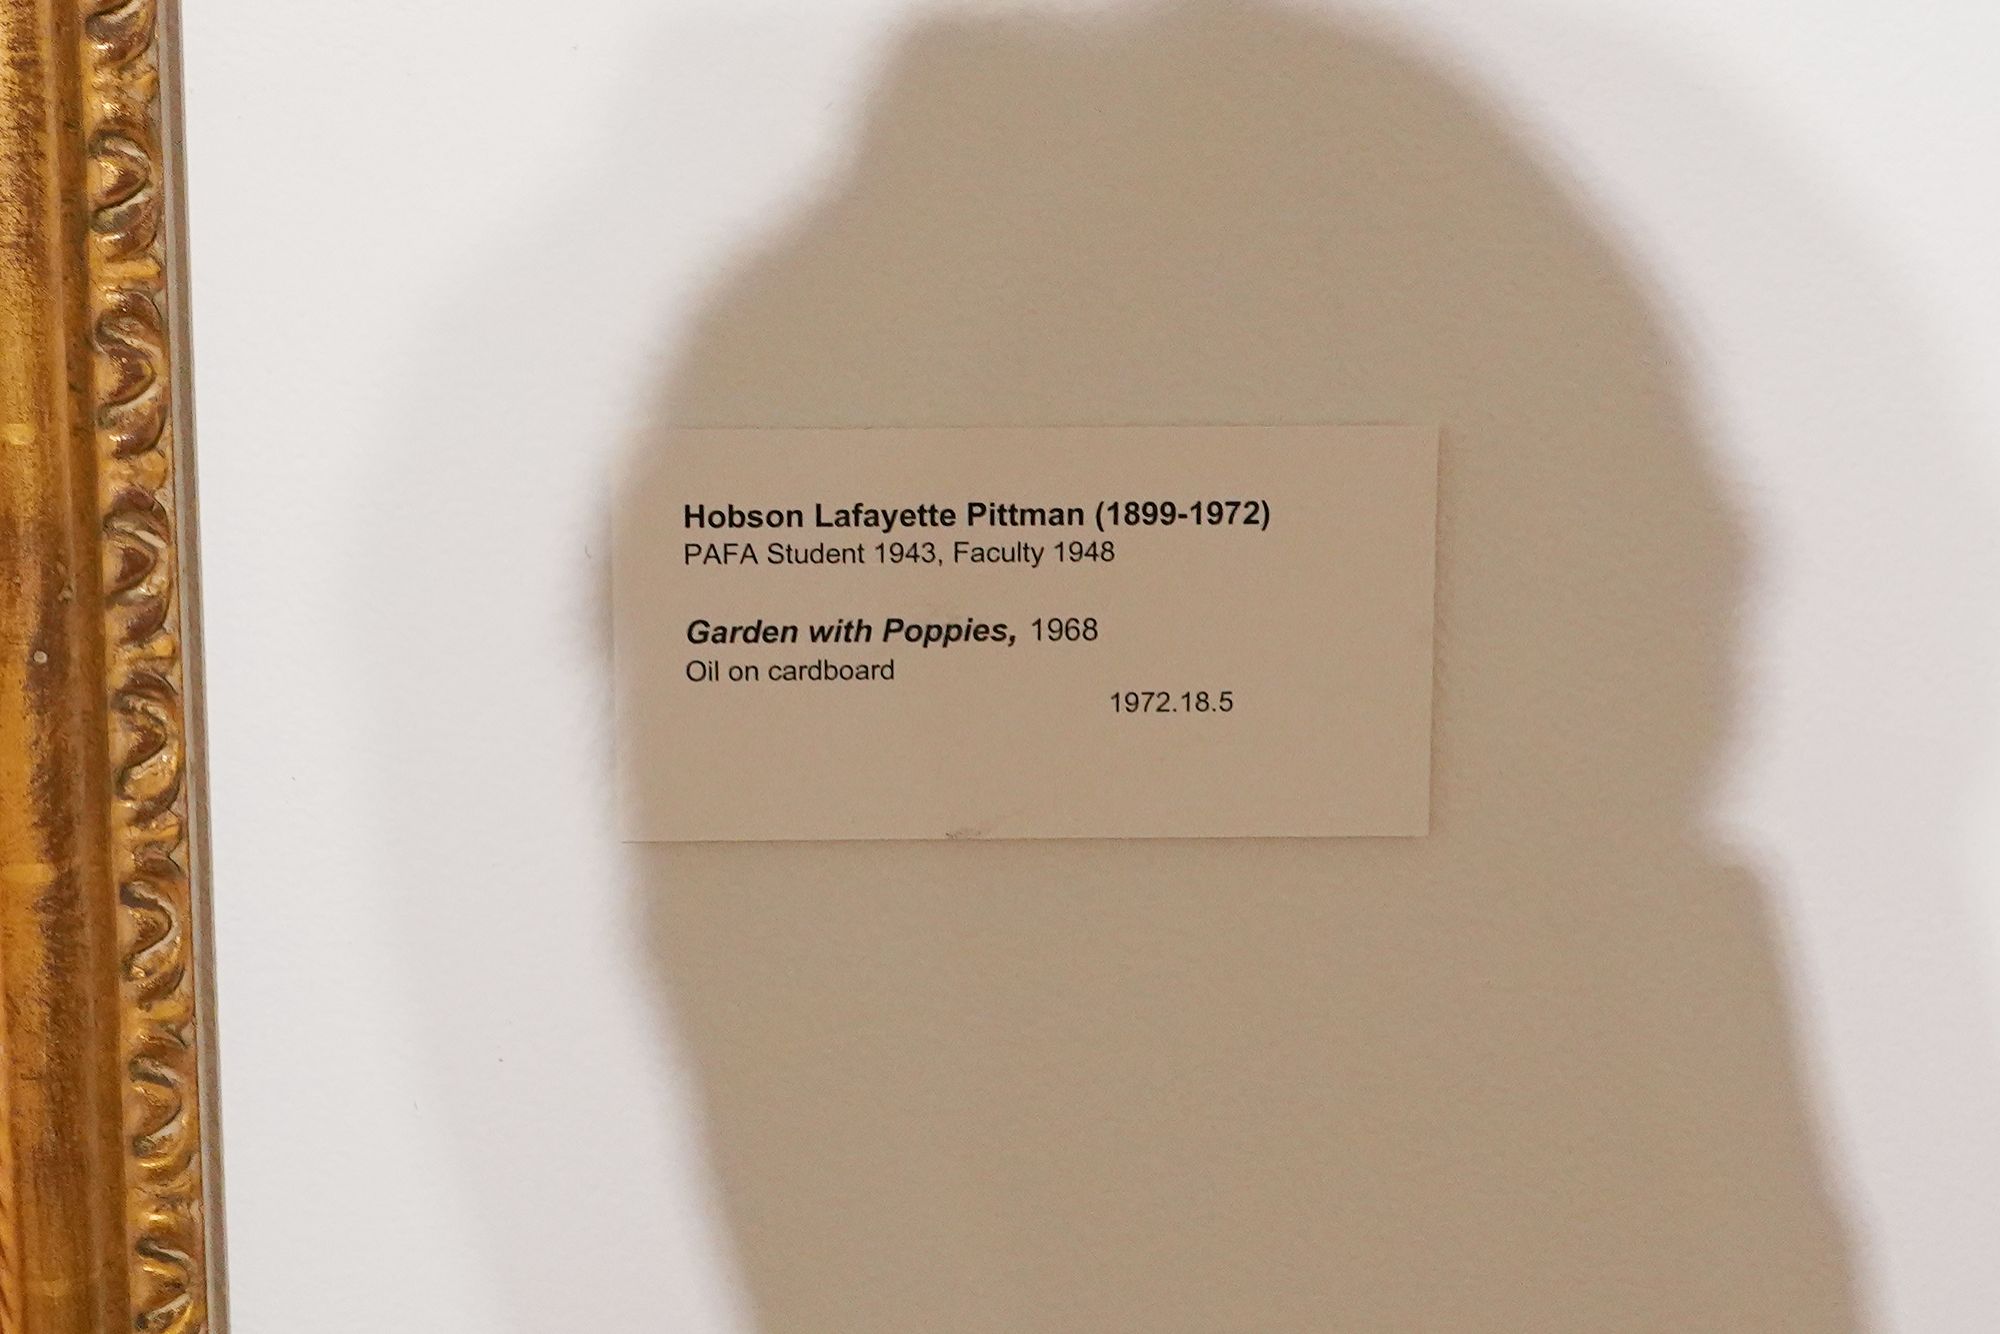 Hobson Lafayette Pittman (1899-1972)
PAFA Student 1943, Faculty 1948
Garden with Poppies, 1968
Oil on cardboard
1972.18.5